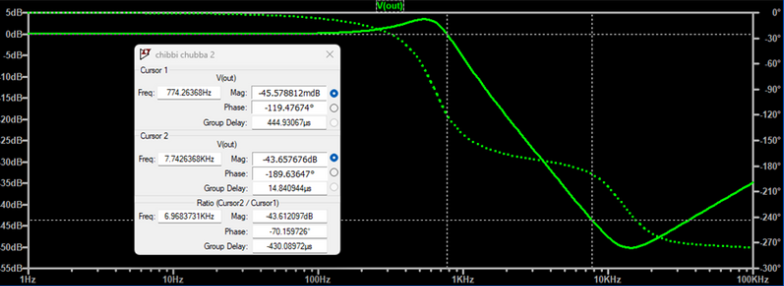 V(out)
5dB 0°
0dB -30°
-5dB -60°
-10dB -90°
-15dB -120°
-20dB
-25dB -150°
-30dB -180°
-35dB -210°
-40dB
-45dB -240°
-50dB -270°
-55dB -300°
chibbi chubba 2
Cursor 1
V(out)
Freq: 774.26368Hz Mag: -45.578812mdB
Phase: -119.47674°
Group Delay: 444.93067µs
Cursor 2
V(out)
Freq: 7.7426368KHz Mag: -43.657676dB
Phase: -189.63647°
Group Delay: 14.840944µs
Ratio (Cursor2 / Cursor1)
Freq: 6.9683731KHz Mag: -43.612097dB
Phase: -70.159726°
Group Delay: -430.08972µs
1Hz 10Hz 100Hz 1KHz 10KHz 100KHz